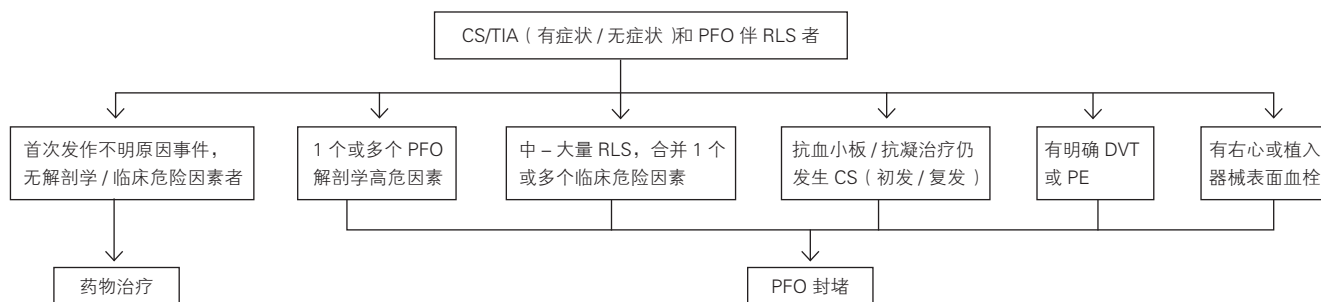 CS/TIA（有症状 / 无症状）和 PFO 伴 RLS 者
首次发作不明原因事件，
无解剖学 / 临床危险因素者
1 个或多个 PFO
解剖学高危因素
中 – 大量 RLS，合并 1 个
或多个临床危险因素
抗血小板 / 抗凝治疗仍
发生 CS（初发 / 复发）
有明确 DVT
或 PE
有右心或植入
器械表面血栓
药物治疗
PFO 封堵